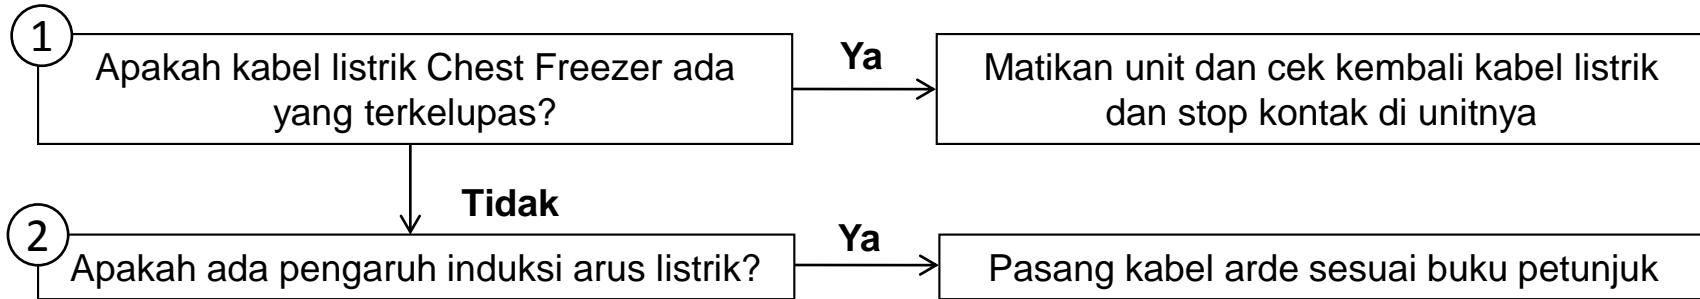 1
Apakah kabel listrik Chest Freezer ada
yang terkelupas?
Ya
Matikan unit dan cek kembali kabel listrik
dan stop kontak di unitnya
Tidak
2
Apakah ada pengaruh induksi arus listrik?
Ya
Pasang kabel arde sesuai buku petunjuk